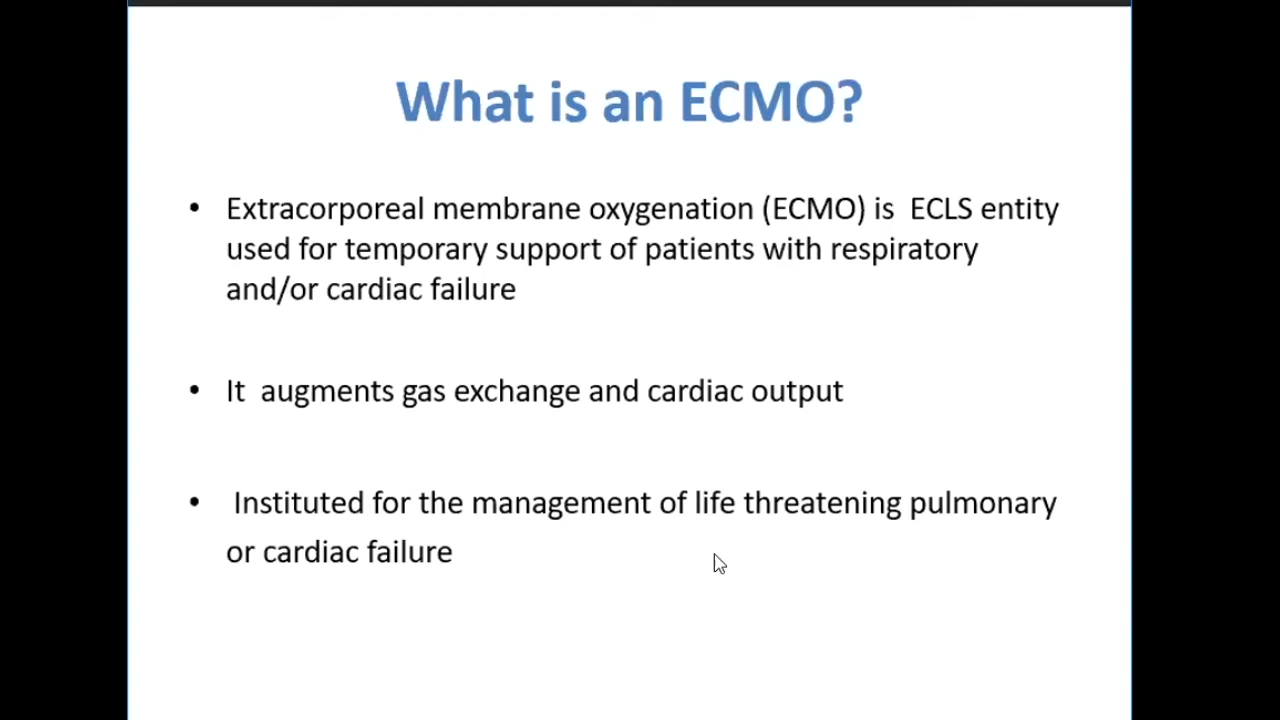 What is an ECMO?
• Extracorporeal membrane oxygenation (ECMO) is  ECLS entity
used for temporary support of patients with respiratory
and/or cardiac failure
• It  augments gas exchange and cardiac output
•  Instituted for the management of life threatening pulmonary
or cardiac failure